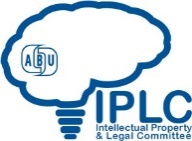 ABU
IPLC
Intellectual Property
& Legal Committee